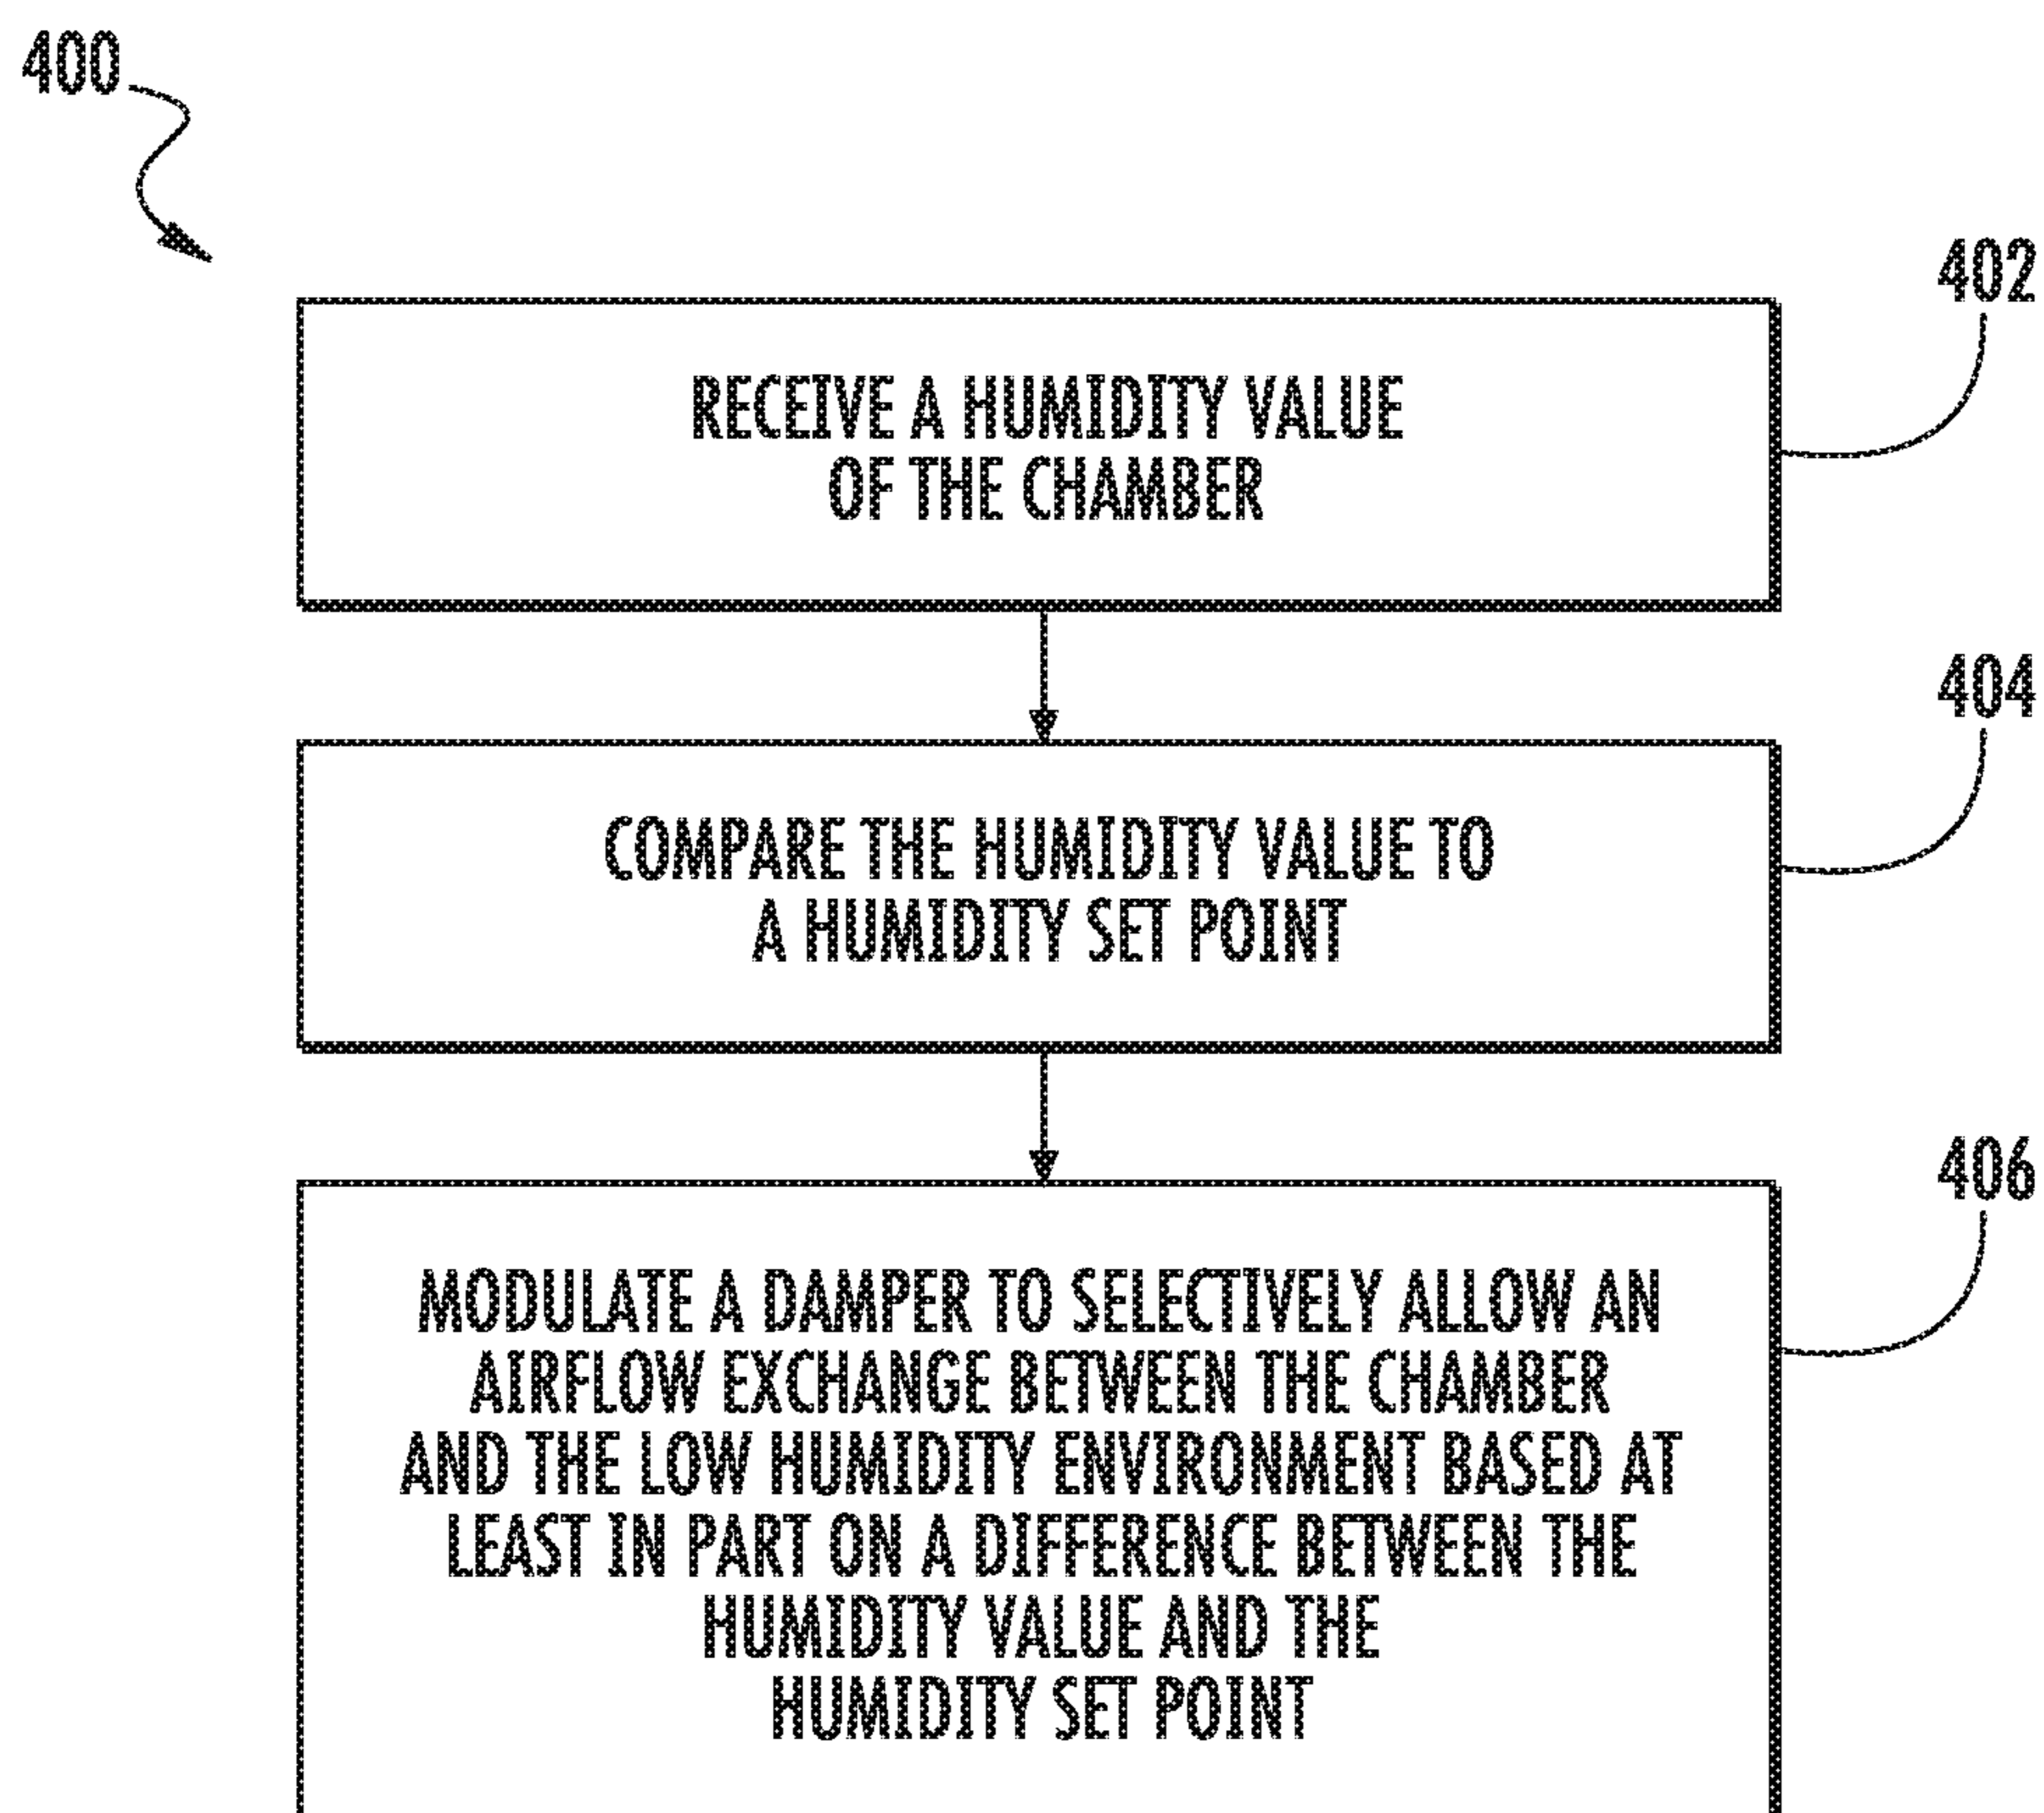 400
402
RECEIVE A HUMIDITY VALUE
OF THE CHAMBER
404
COMPARE THE HUMIDITY VALUE TO
A HUMIDITY SET POINT
406
MODULATE A DAMPER TO SELECTIVELY ALLOW AN
AIRFLOW EXCHANGE BETWEEN THE CHAMBER
AND THE LOW HUMIDITY ENVIRONMENT BASED AT
LEAST IN PART ON A DIFFERENCE BETWEEN THE
HUMIDITY VALUE AND THE
HUMIDITY SET POINT